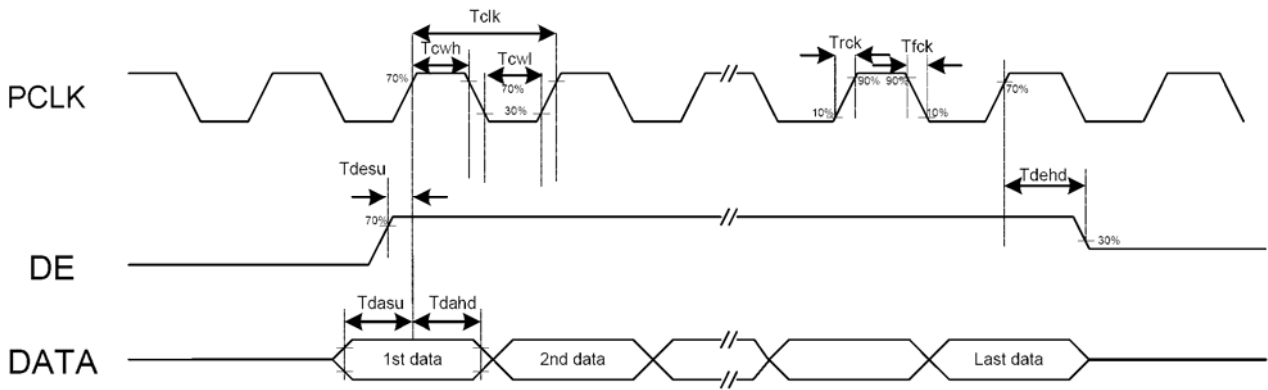 Tclk
Tcwh
Tcwl
Trck
Tfck
PCLK
70%
70%
30%
90%
90%
10%
10%
70%
Tdesu
Tdehd
DE
70%
30%
Tdasu
Tdahd
DATA
1st data
2nd data
Last data